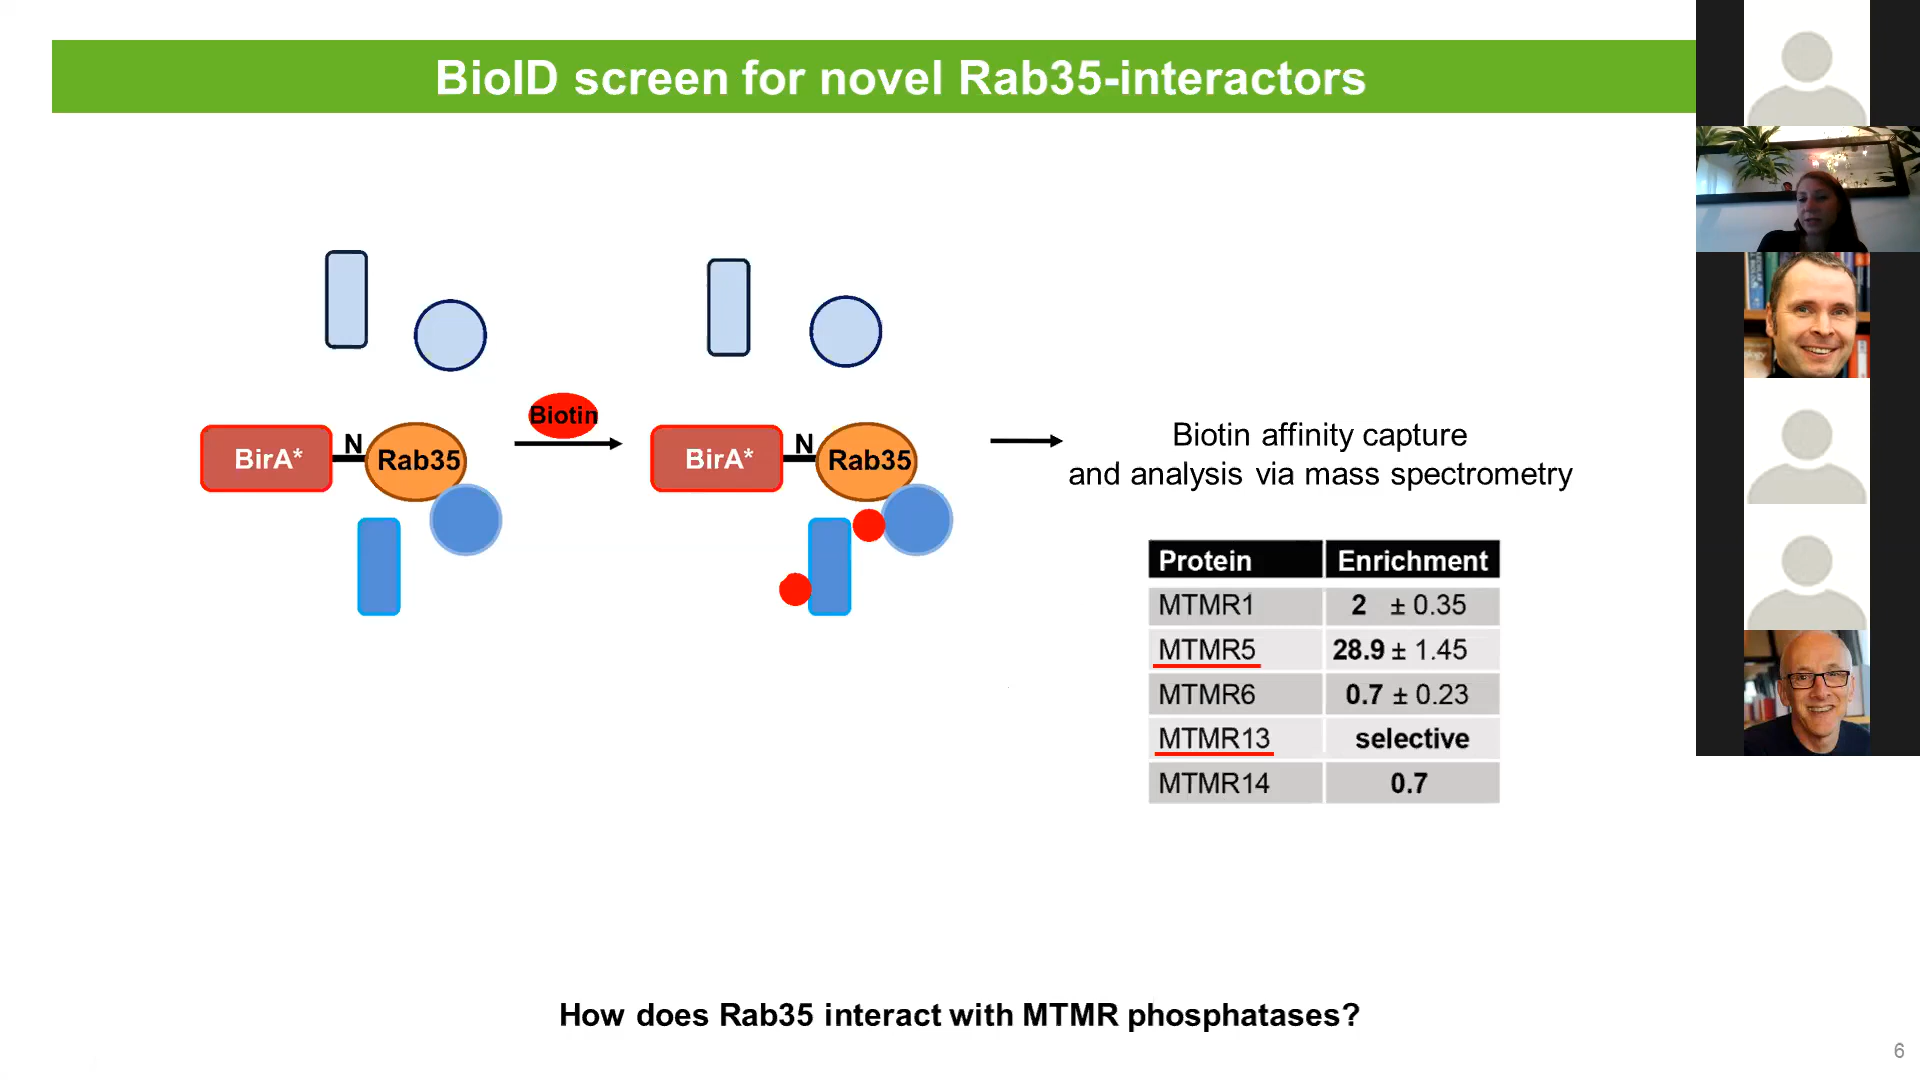 BioID screen for novel Rab35-interactors
BirA*
N
Rab35
Biotin
BirA*
N
Rab35
Biotin affinity capture
and analysis via mass spectrometry
Protein Enrichment
MTMR1 2 ± 0.35
MTMR5 28.9 ± 1.45
MTMR6 0.7 ± 0.23
MTMR13 selective
MTMR14 0.7
How does Rab35 interact with MTMR phosphatases?
6